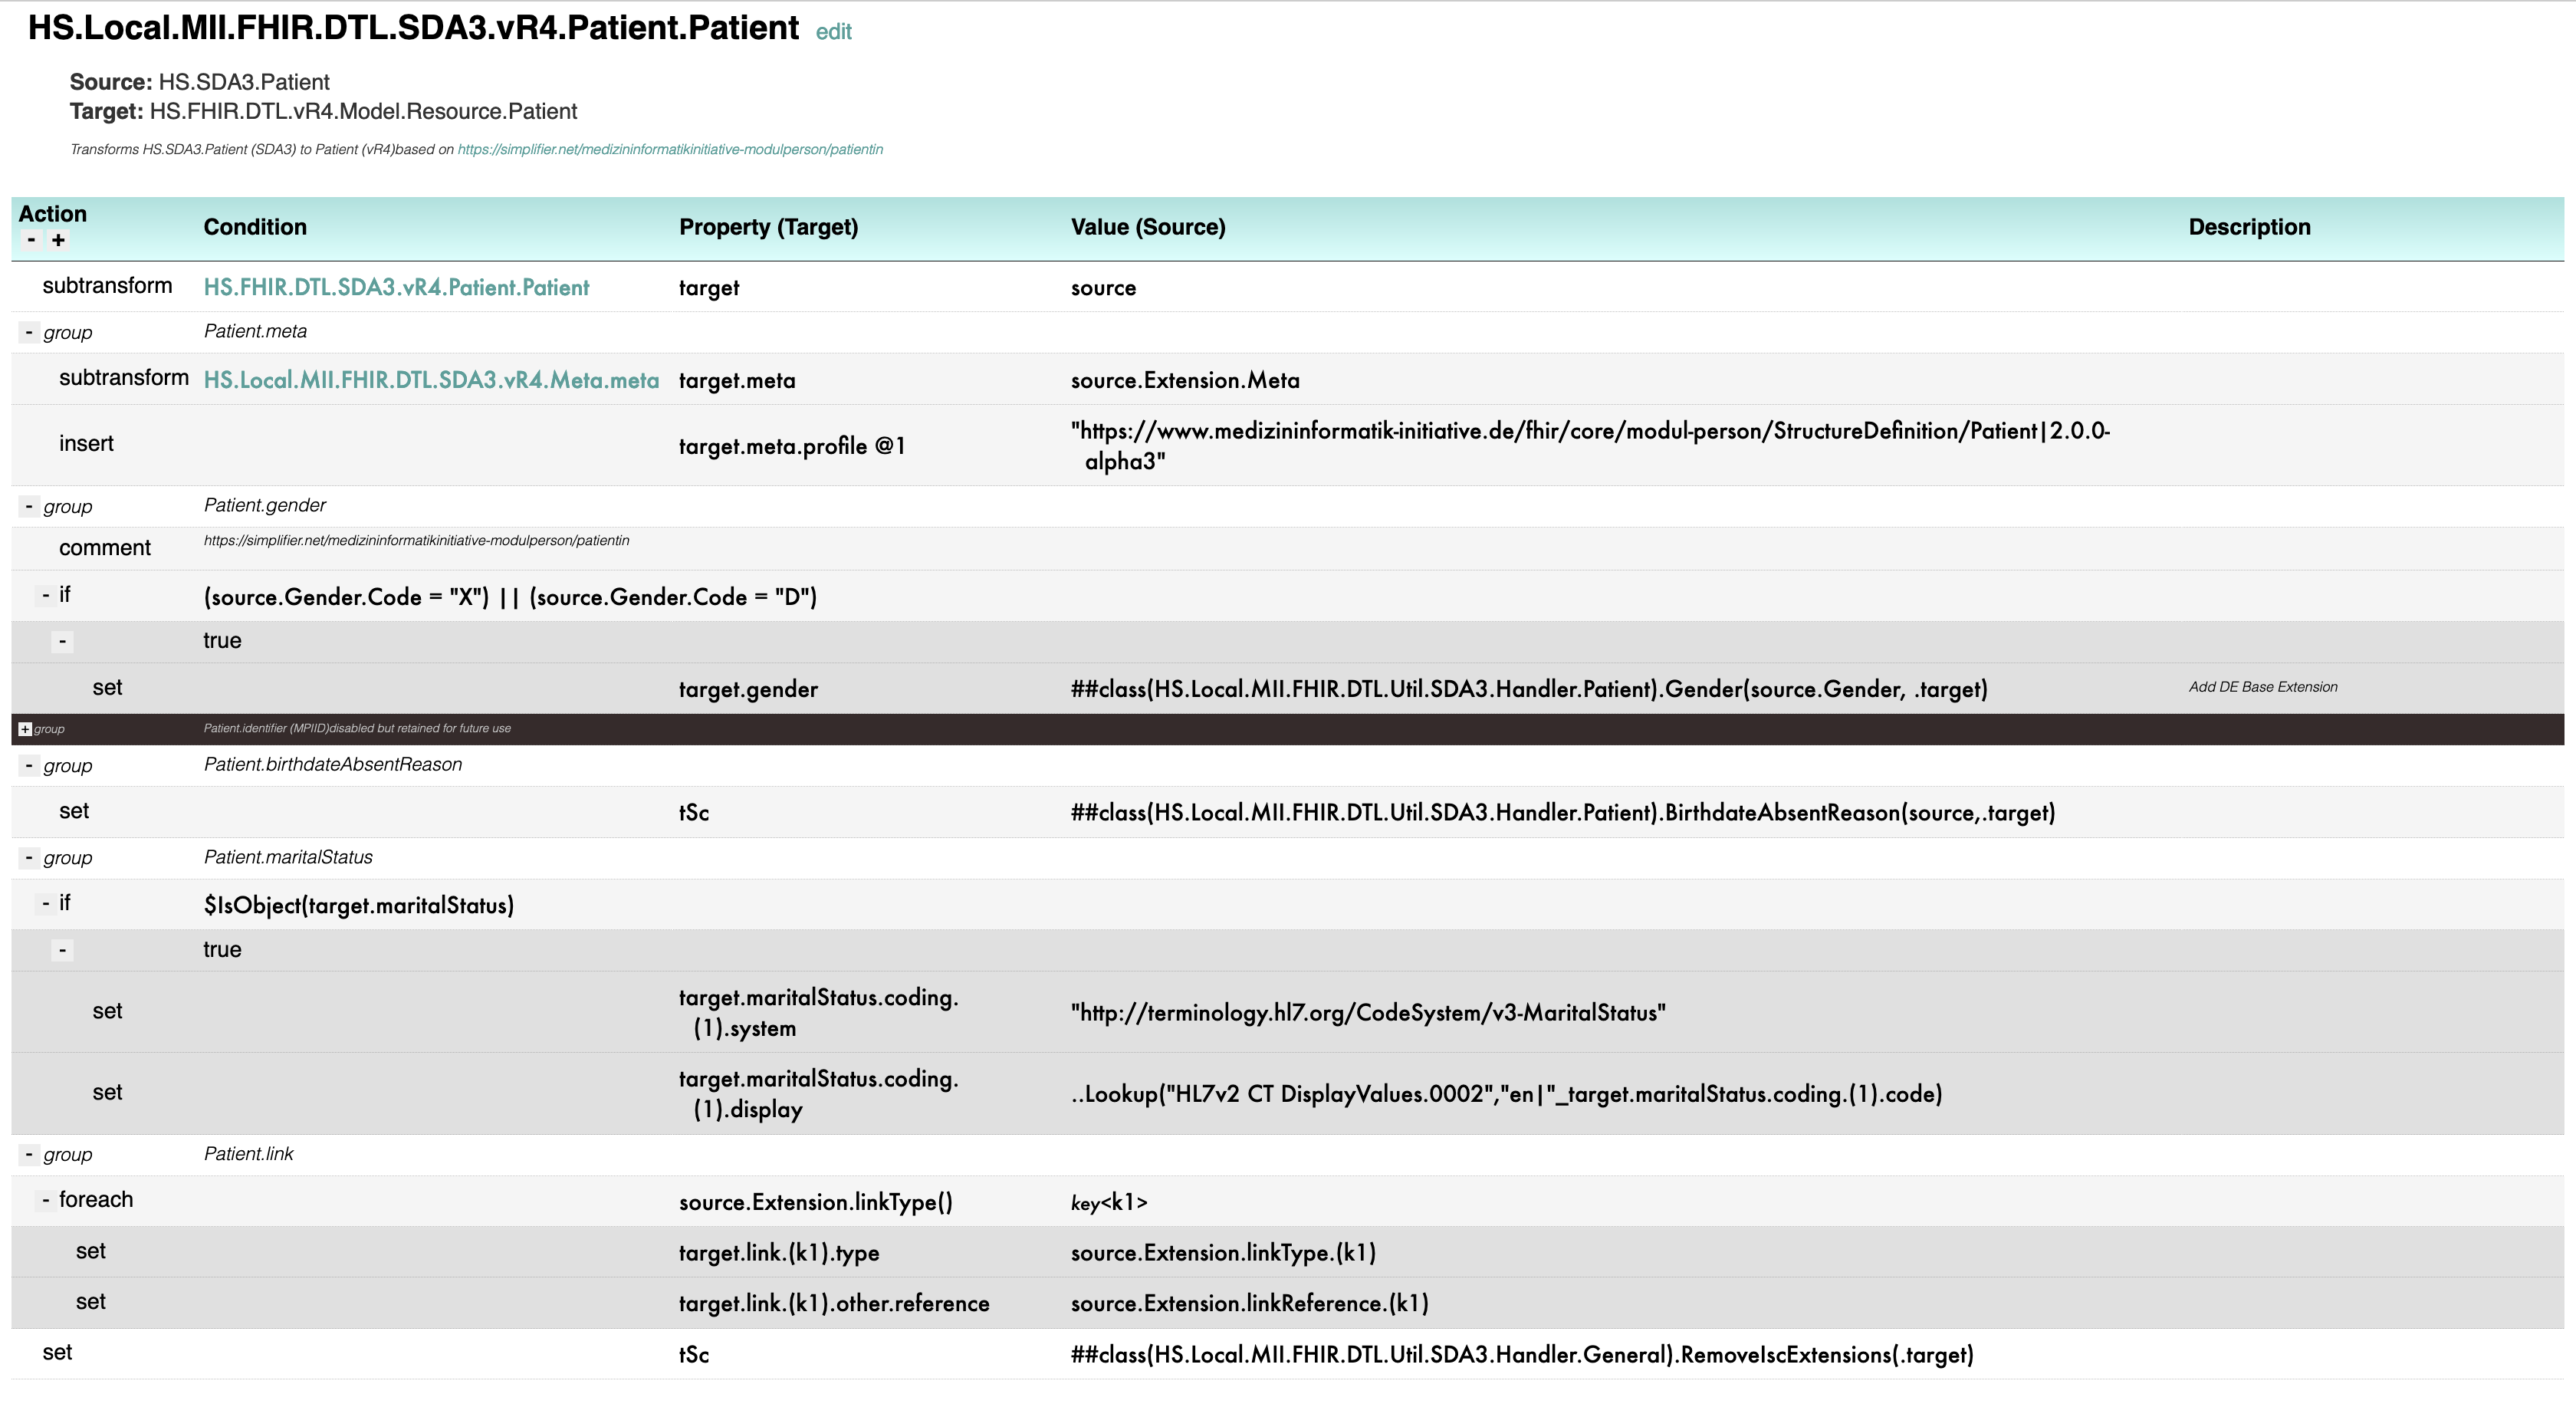 HS.Local.MII.FHIR.DTL.SDA3.vR4.Patient.Patient edit
Source: HS.SDA3.Patient
Target: HS.FHIR.DTL.vR4.Model.Resource.Patient
Transforms HS.SDA3.Patient (SDA3) to Patient (vR4)based on https://simplifier.net/medizininformatikinitiative-modulperson/patientin
Action
- +
Condition Property (Target) Value (Source) Description
subtransform HS.FHIR.DTL.SDA3.vR4.Patient.Patient target source
- group Patient.meta
subtransform HS.Local.MII.FHIR.DTL.SDA3.vR4.Meta.meta target.meta source.Extension.Meta
insert target.meta.profile @1 "https://www.medizininformatik-initiative.de/fhir/core/modul-person/StructureDefinition/Patient|2.0.0-
alpha3"
- group Patient.gender
comment https://simplifier.net/medizininformatikinitiative-modulperson/patientin
- if (source.Gender.Code = "X") || (source.Gender.Code = "D")
- true
set target.gender ##class(HS.Local.MII.FHIR.DTL.Util.SDA3.Handler.Patient).Gender(source.Gender, .target) Add DE Base Extension
+ group Patient.identifier (MPIID)disabled but retained for future use
- group Patient.birthdateAbsentReason
set tSc ##class(HS.Local.MII.FHIR.DTL.Util.SDA3.Handler.Patient).BirthdateAbsentReason(source,.target)
- group Patient.maritalStatus
- if $IsObject(target.maritalStatus)
- true
set target.maritalStatus.coding.
(1).system "http://terminology.hl7.org/CodeSystem/v3-MaritalStatus"
set target.maritalStatus.coding.
(1).display ..Lookup("HL7v2 CT DisplayValues.0002","en|"_target.maritalStatus.coding.(1).code)
- group Patient.link
- foreach source.Extension.linkType() key<k1>
set target.link.(k1).type source.Extension.linkType.(k1)
set target.link.(k1).other.reference source.Extension.linkReference.(k1)
set tSc ##class(HS.Local.MII.FHIR.DTL.Util.SDA3.Handler.General).RemoveIscExtensions(.target)